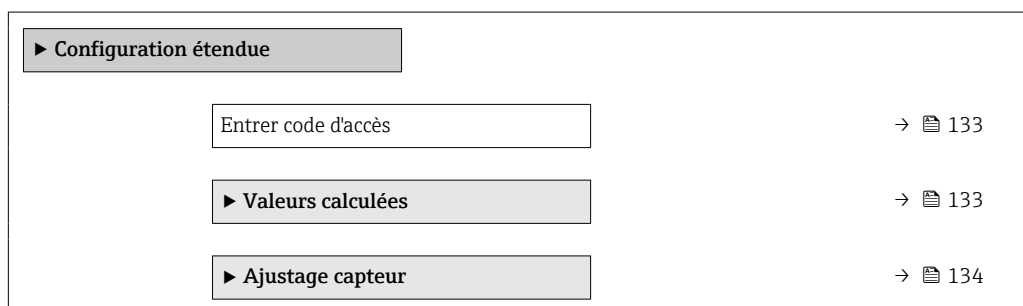 ▶ Configuration étendue
Entrer code d'accès → 133
▶ Valeurs calculées → 133
▶ Ajustage capteur → 134